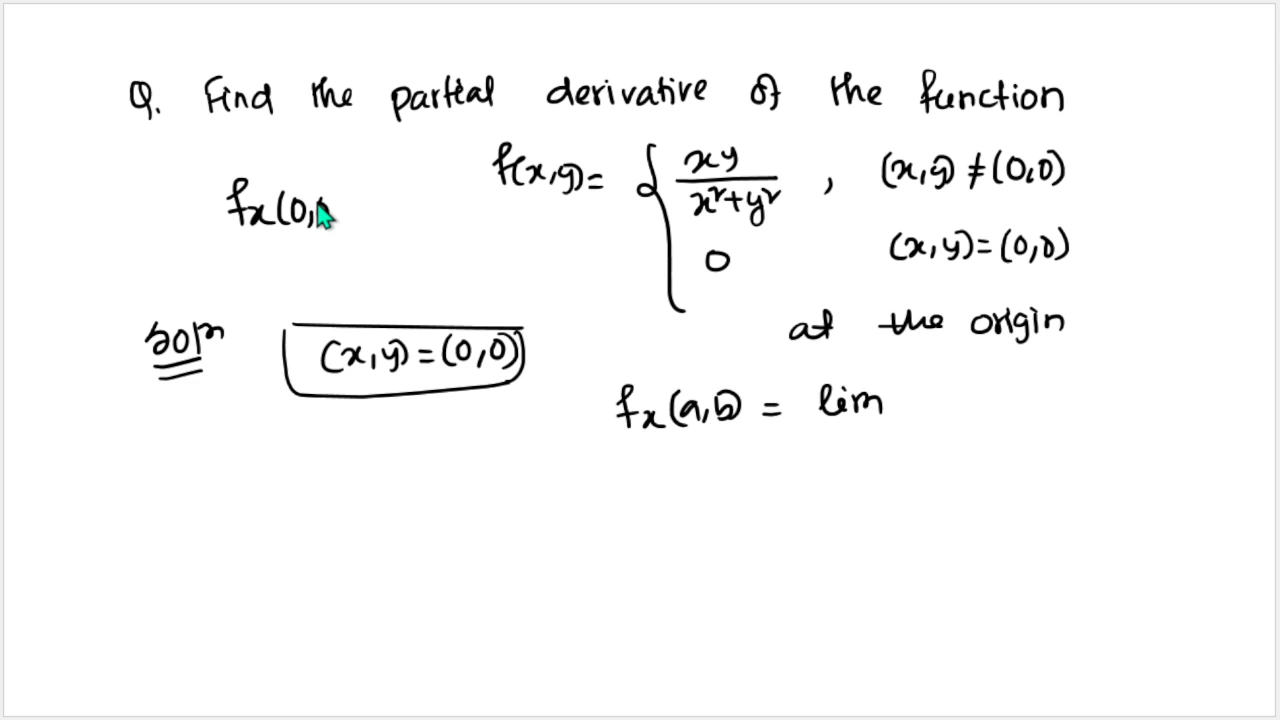 Q. Find the partial derivative of the function
f(x,y) = { xy / x²+y² , (x,y) ≠ (0,0)
fx(0,
0 (x,y)=(0,0)
at the origin
Soln (x,y) = (0,0)
fx(a,b) = lim